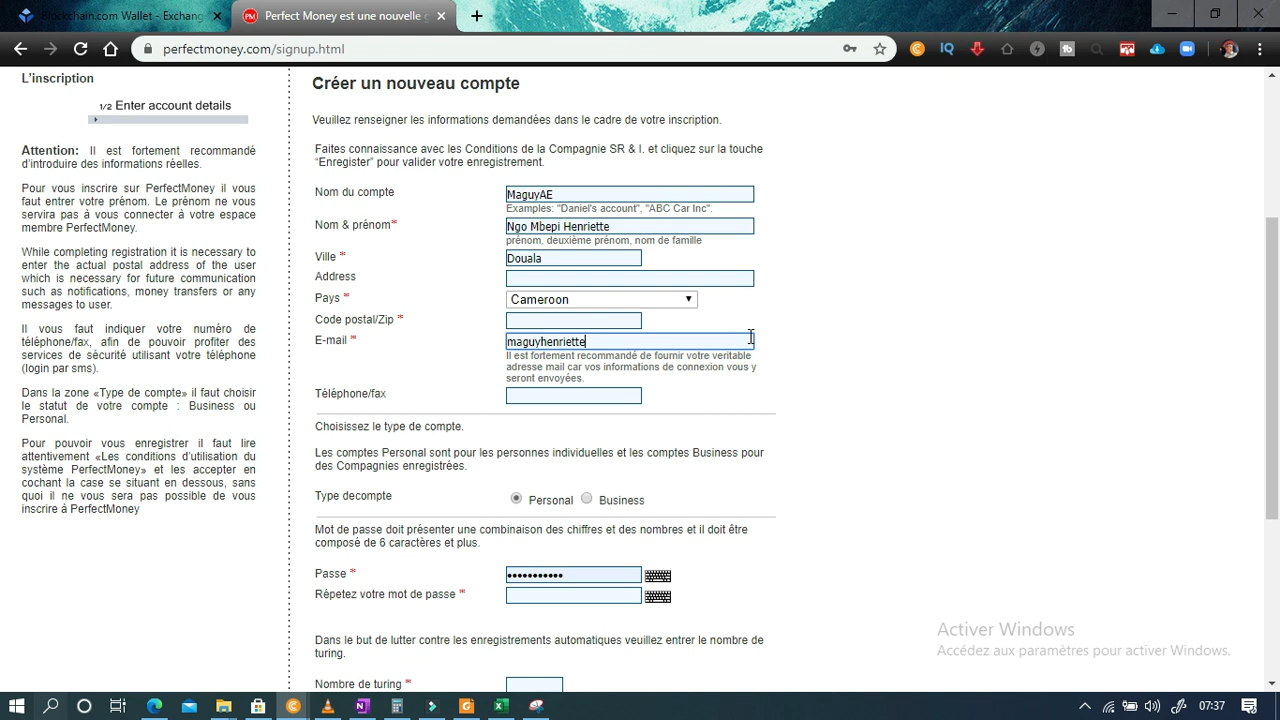 Blockchain.com Wallet - Exchang
Perfect Money est une nouvelle g
perfectmoney.com/signup.html
L'inscription
1/2 Enter account details
Attention: Il est fortement recommandé
d'introduire des informations réelles.
Pour vous inscrire sur PerfectMoney il vous
faut entrer votre prénom. Le prénom ne vous
servira pas à vous connecter á votre espace
membre PerfectMoney.
While completing registration it is necessary to
enter the actual postal address of the user
which is necessary for future communication
such as notifications, money transfers or any
messages to user.
Il vous faut indiquer votre numéro de
téléphone/fax, afin de pouvoir profiter des
services de sécurité utilisant votre téléphone
(login par sms).
Dans la zone «Type de compte» il faut choisir
le statut de votre compte : Business ou
Personal.
Pour pouvoir vous enregistrer il faut lire
attentivement «Les conditions d'utilisation du
système PerfectMoney» et les accepter en
cochant la case se situant en dessous, sans
quoi il ne vous sera pas possible de vous
inscrire à PerfectMoney
Créer un nouveau compte
Veuillez renseigner les informations demandées dans le cadre de votre inscription.
Faites connaissance avec les Conditions de la Compagnie SR & I. et cliquez sur la touche
"Enregister" pour valider votre enregistrement.
Nom du compte MaguyAE
Examples: "Daniel's account", "ABC Car Inc".
Nom & prénom* Ngo Mbepi Henriette
prénom, deuxième prénom, nom de famille
Ville * Douala
Address
Pays * Cameroon
Code postal/Zip *
E-mail * maguyhenriette
Il est fortement recommandé de fournir votre veritable
adresse mail car vos informations de connexion vous y
seront envoyées.
Téléphone/fax
Choisissez le type de compte.
Les comptes Personal sont pour les personnes individuelles et les comptes Business pour
des Compagnies enregistrées.
Type decompte Personal Business
Mot de passe doit présenter une combinaison des chiffres et des nombres et il doit être
composé de 6 caractères et plus.
Passe * •••••••••••
Répetez votre mot de passe *
Dans le but de lutter contre les enregistrements automatiques veuillez entrer le nombre de
turing.
Nombre de turing *
Activer Windows
Accédez aux paramètres pour activer Windows.
07:37